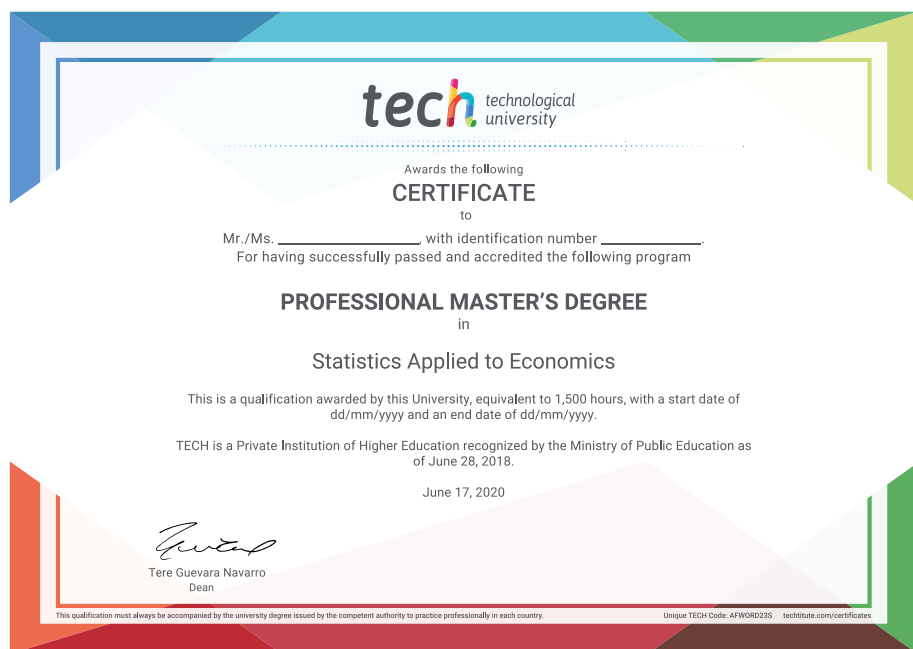 tech technological
university
Awards the following
CERTIFICATE
to
Mr./Ms. ________________, with identification number ____________.
For having successfully passed and accredited the following program
PROFESSIONAL MASTER'S DEGREE
in
Statistics Applied to Economics
This is a qualification awarded by this University, equivalent to 1,500 hours, with a start date of
dd/mm/yyyy and an end date of dd/mm/yyyy.
TECH is a Private Institution of Higher Education recognized by the Ministry of Public Education as
of June 28, 2018.
June 17, 2020
Tere Guevara Navarro
Dean
This qualification must always be accompanied by the university degree issued by the competent authority to practice professionally in each country. Unique TECH Code: AFWORD23S techtitute.com/certificates